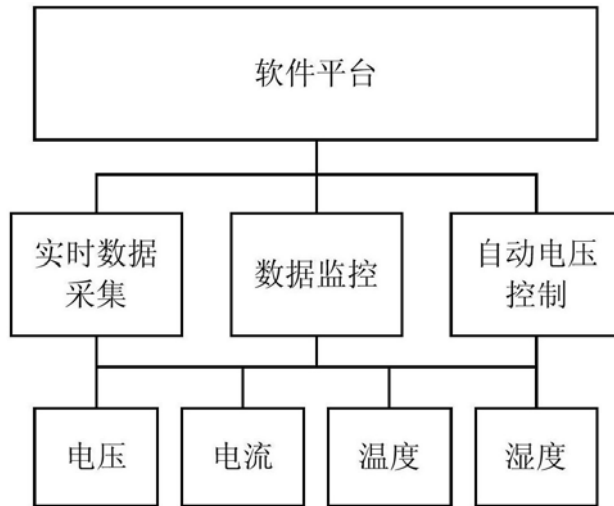 软件平台
实时数据
采集
数据监控
自动电压
控制
电压
电流
温度
湿度